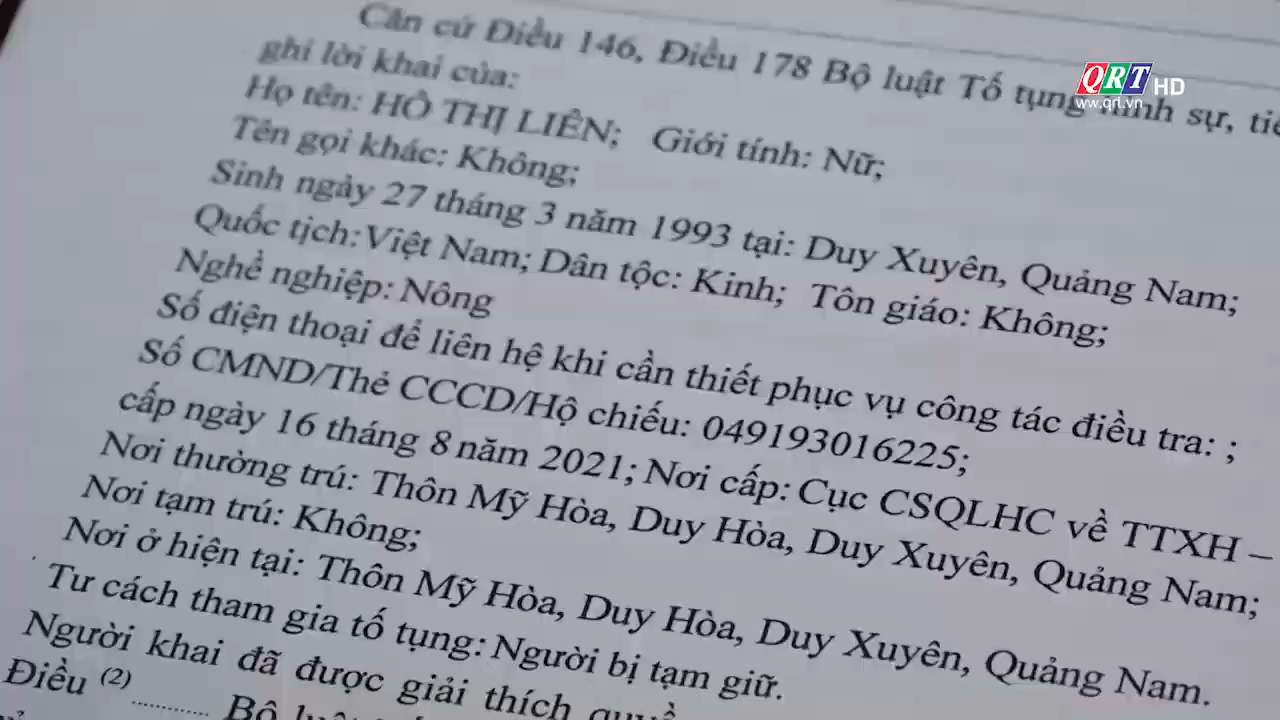 Căn cứ Điều 146, Điều 178 Bộ luật Tố tụng hình sự, tiế
ghi lời khai của:
Họ tên: HỒ THỊ LIÊN; Giới tính: Nữ;
Tên gọi khác: Không;
Sinh ngày 27 tháng 3 năm 1993 tại: Duy Xuyên, Quảng Nam;
Quốc tịch: Việt Nam; Dân tộc: Kinh; Tôn giáo: Không;
Nghề nghiệp: Nông
Số điện thoại để liên hệ khi cần thiết phục vụ công tác điều tra: ;
Số CMND/Thẻ CCCD/Hộ chiếu: 049193016225;
cấp ngày 16 tháng 8 năm 2021; Nơi cấp: Cục CSQLHC về TTXH –
Nơi thường trú: Thôn Mỹ Hòa, Duy Hòa, Duy Xuyên, Quảng Nam;
Nơi tạm trú: Không;
Nơi ở hiện tại: Thôn Mỹ Hòa, Duy Hòa, Duy Xuyên, Quảng Nam.
Tư cách tham gia tố tụng: Người bị tạm giữ.
Người khai đã được giải thích quyề
Điều (2) ............ Bộ luật
QRT HD
www.qrt.vn